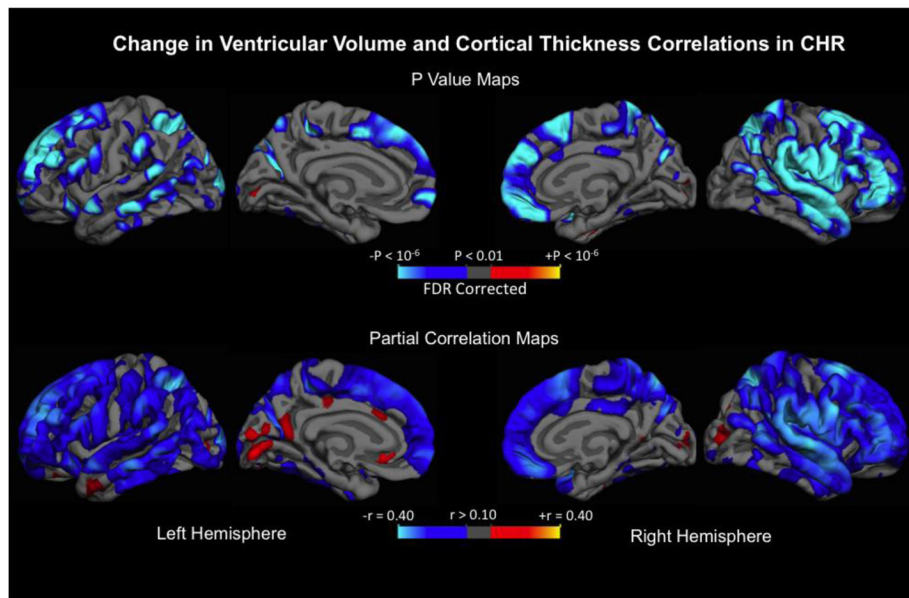 Change in Ventricular Volume and Cortical Thickness Correlations in CHR
P Value Maps
-P < 10⁻⁶ P < 0.01 +P < 10⁻⁶
FDR Corrected
Partial Correlation Maps
-r = 0.40 r > 0.10 +r = 0.40
Left Hemisphere Right Hemisphere